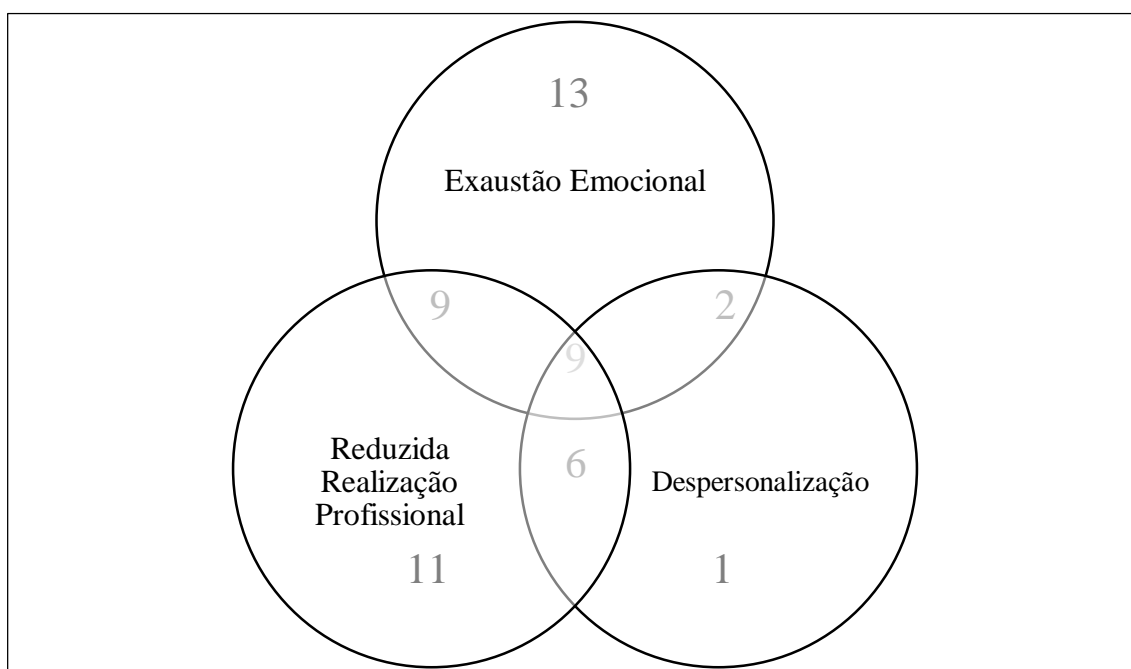 13
Exaustão Emocional
9
2
9
Reduzida
Realização
Profissional
6
Despersonalização
11
1